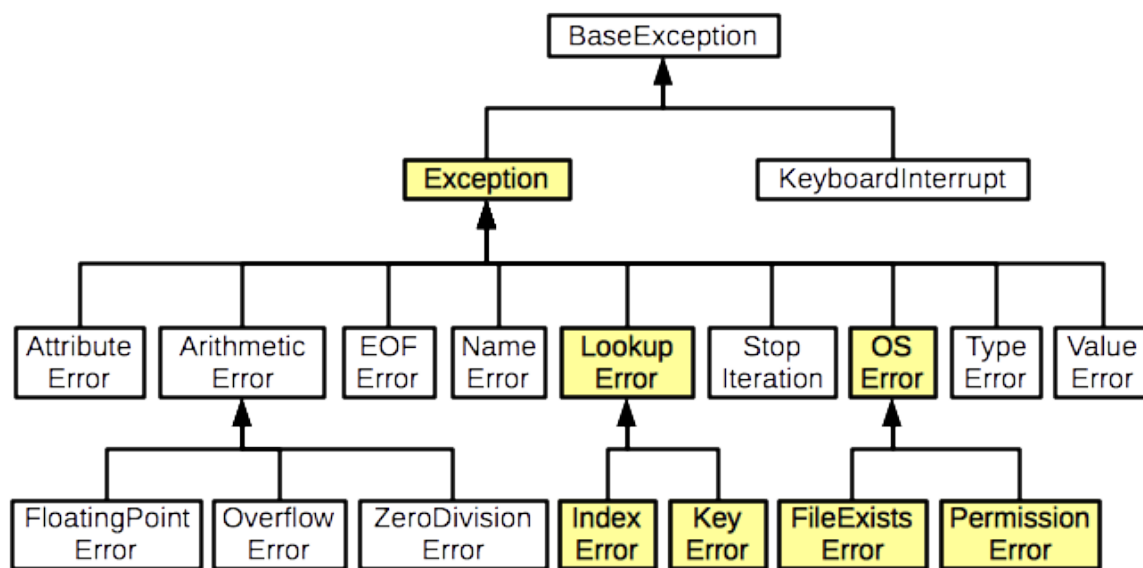 BaseException
Exception
KeyboardInterrupt
Attribute
Error
Arithmetic
Error
EOF
Error
Name
Error
Lookup
Error
Stop
Iteration
OS
Error
Type
Error
Value
Error
FloatingPoint
Error
Overflow
Error
ZeroDivision
Error
Index
Error
Key
Error
FileExists
Error
Permission
Error